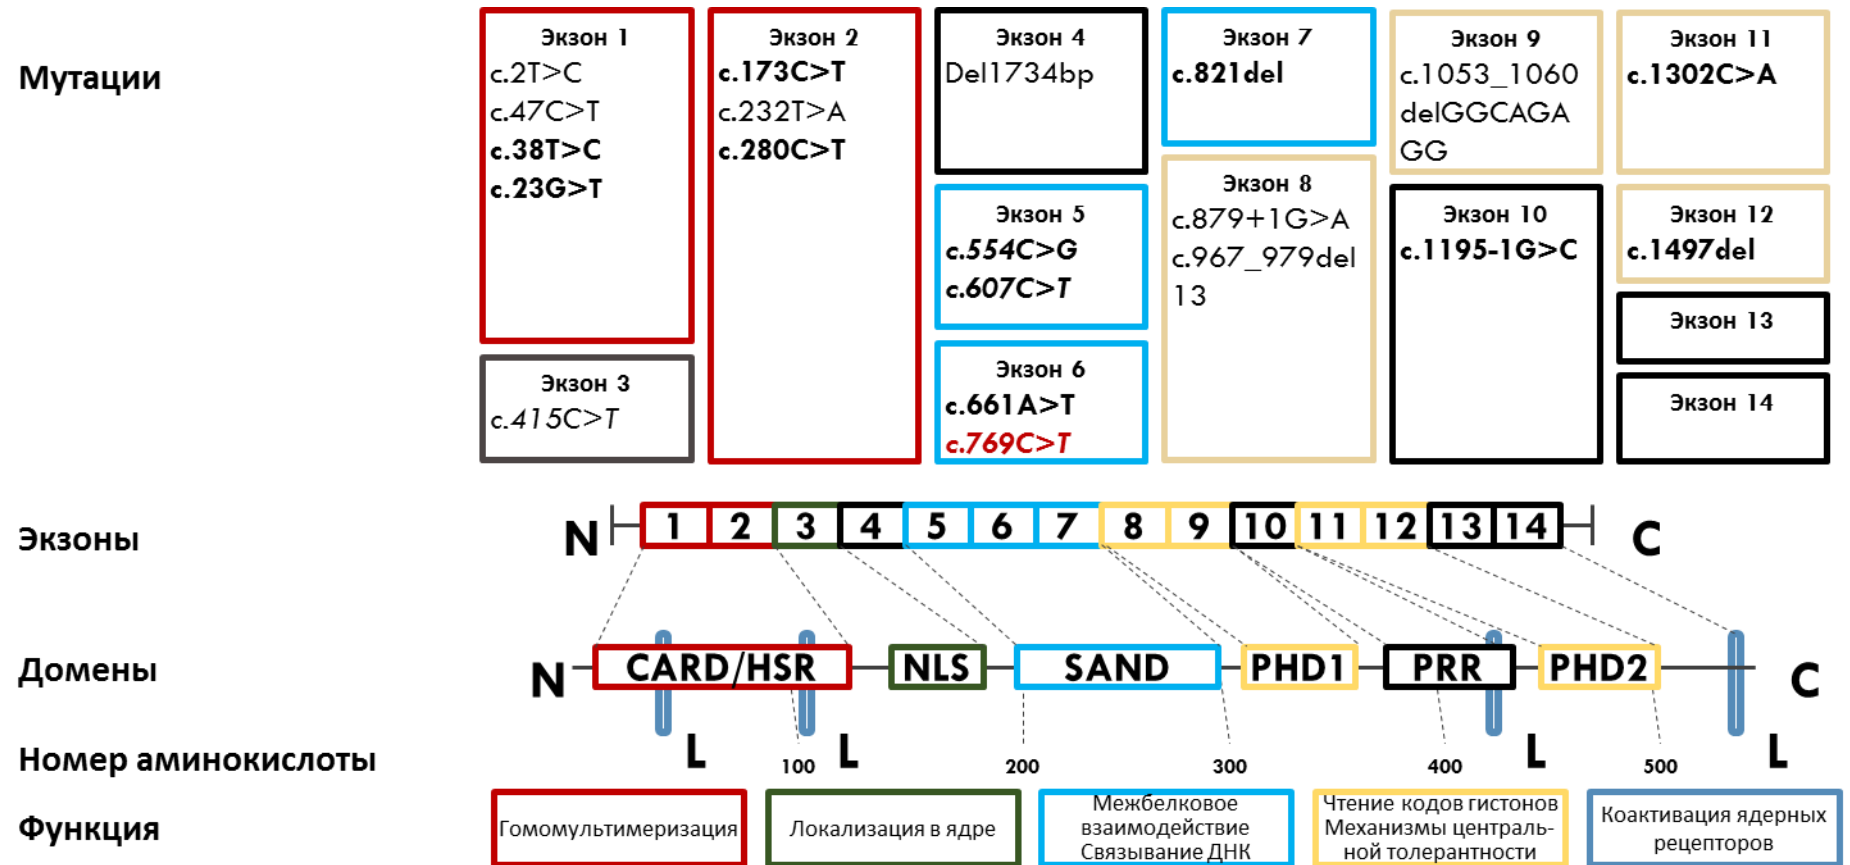 Мутации
Экзон 1
c.2T>C
c.47C>T
c.38T>C
c.23G>T
Экзон 2
c.173C>T
c.232T>A
c.280C>T
Экзон 3
c.415C>T
Экзон 4
Del1734bp
Экзон 5
c.554C>G
c.607C>T
Экзон 6
c.661A>T
c.769C>T
Экзон 7
c.821del
Экзон 8
c.879+1G>A
c.967_979del
13
Экзон 9
c.1053_1060
delGGCAGA
GG
Экзон 10
c.1195-1G>C
Экзон 11
c.1302C>A
Экзон 12
c.1497del
Экзон 13
Экзон 14
Экзоны
N 1 2 3 4 5 6 7 8 9 10 11 12 13 14 C
Домены
N CARD/HSR NLS SAND PHD1 PRR PHD2 C
L L L L
Номер аминокислоты
100 200 300 400 500
Функция
Гомомультимеризация
Локализация в ядре
Межбелковое
взаимодействие
Связывание ДНК
Чтение кодов гистонов
Механизмы централь-
ной толерантности
Коактивация ядерных
рецепторов